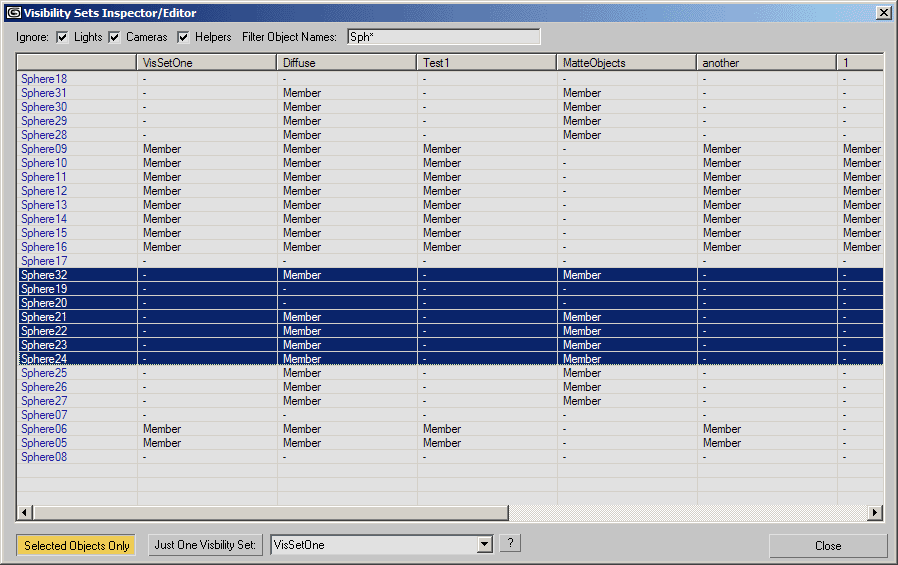 Visibility Sets Inspector/Editor
Ignore: Lights Cameras Helpers Filter Object Names: Sph*
VisSetOne Diffuse Test1 MatteObjects another 1
Sphere18 - - - - - -
Sphere31 - Member - Member - -
Sphere30 - Member - Member - -
Sphere29 - Member - Member - -
Sphere28 - Member - Member - -
Sphere09 Member Member Member - Member Member
Sphere10 Member Member Member - Member Member
Sphere11 Member Member Member - Member Member
Sphere12 Member Member Member - Member Member
Sphere13 Member Member Member - Member Member
Sphere14 Member Member Member - Member Member
Sphere15 Member Member Member - Member Member
Sphere16 Member Member Member - Member Member
Sphere17 - - - - - -
Sphere32 - Member - Member - -
Sphere19 - - - - - -
Sphere20 - - - - - -
Sphere21 - Member - Member - -
Sphere22 - Member - Member - -
Sphere23 - Member - Member - -
Sphere24 - Member - Member - -
Sphere25 - Member - Member - -
Sphere26 - Member - Member - -
Sphere27 - Member - Member - -
Sphere07 - - - - - -
Sphere06 Member Member Member - Member -
Sphere05 Member Member Member - Member -
Sphere08 - - - - - -
Selected Objects Only Just One Visbility Set: VisSetOne ? Close